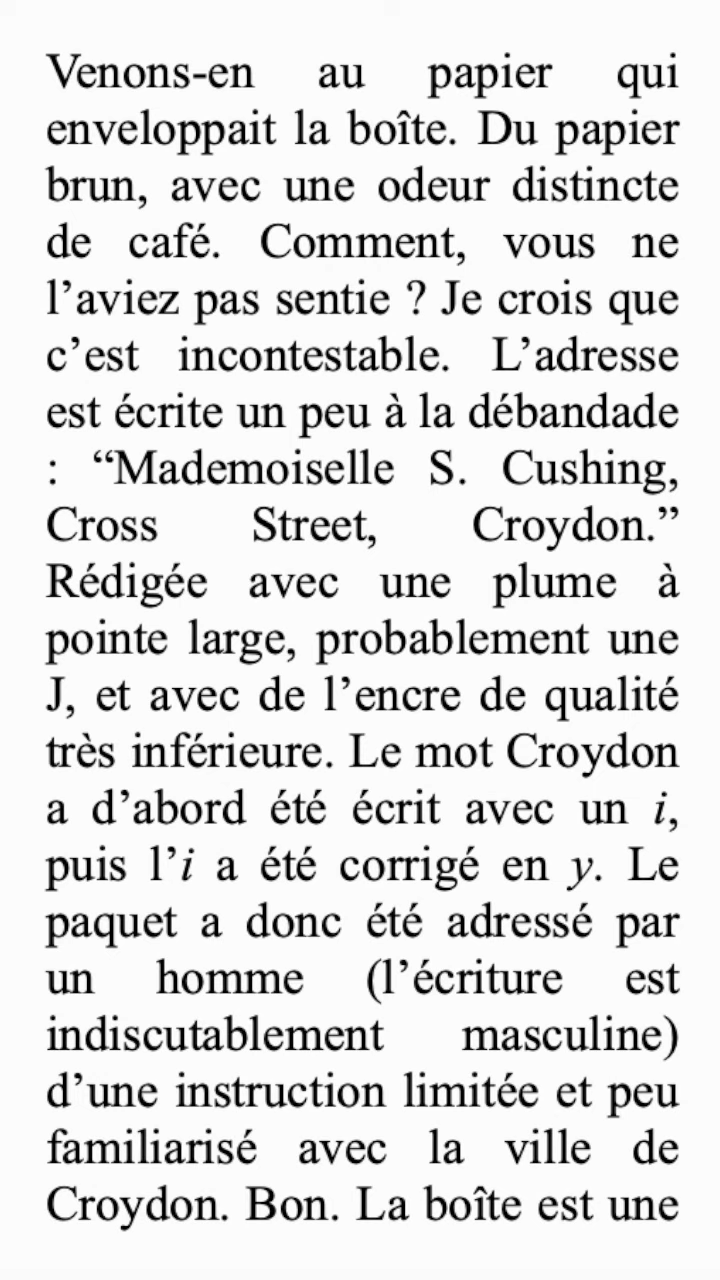 Venons-en au papier qui
enveloppait la boîte. Du papier
brun, avec une odeur distincte
de café. Comment, vous ne
l’aviez pas sentie ? Je crois que
c’est incontestable. L’adresse
est écrite un peu à la débandade
: “Mademoiselle S. Cushing,
Cross Street, Croydon.”
Rédigée avec une plume à
pointe large, probablement une
J, et avec de l’encre de qualité
très inférieure. Le mot Croydon
a d’abord été écrit avec un i,
puis l’i a été corrigé en y. Le
paquet a donc été adressé par
un homme (l’écriture est
indiscutablement masculine)
d’une instruction limitée et peu
familiarisé avec la ville de
Croydon. Bon. La boîte est une